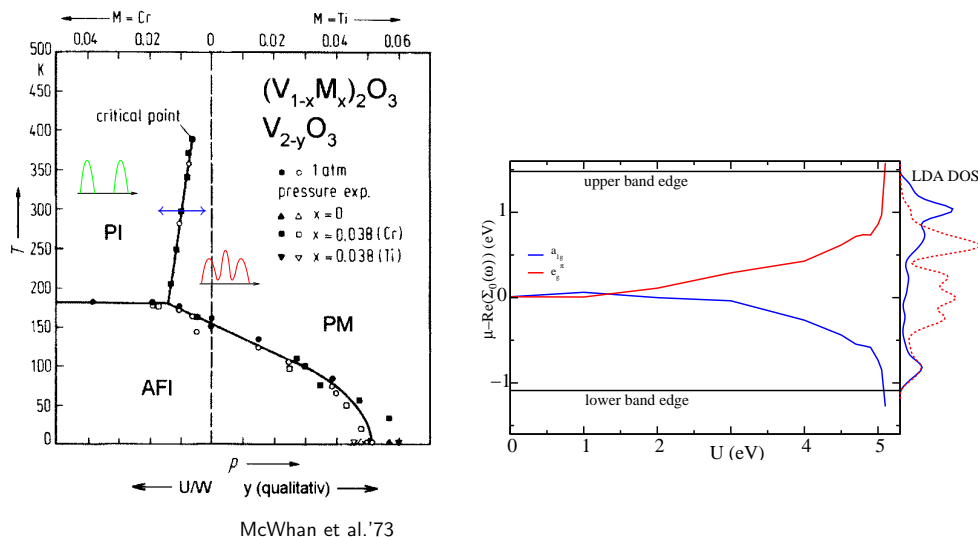 M = Cr M = Ti
0.04 0.02 0 0.02 0.04 0.06
500
K
450
400
350
300
250
200
150
100
50
0
T
(V1-xMx)2O3
V2-yO3
critical point
● ○ 1 atm
pressure exp.
▲ △ x = 0
■ □ x = 0.038 (Cr)
▼ ▽ x = 0.038 (Ti)
PI
PM
AFI
p
U/W y (qualitativ)
McWhan et al.'73
LDA DOS
upper band edge
1
a1g
egπ
0
μ−Re(Σ0(ω)) (eV)
−1
lower band edge
0 1 2 3 4 5
U (eV)